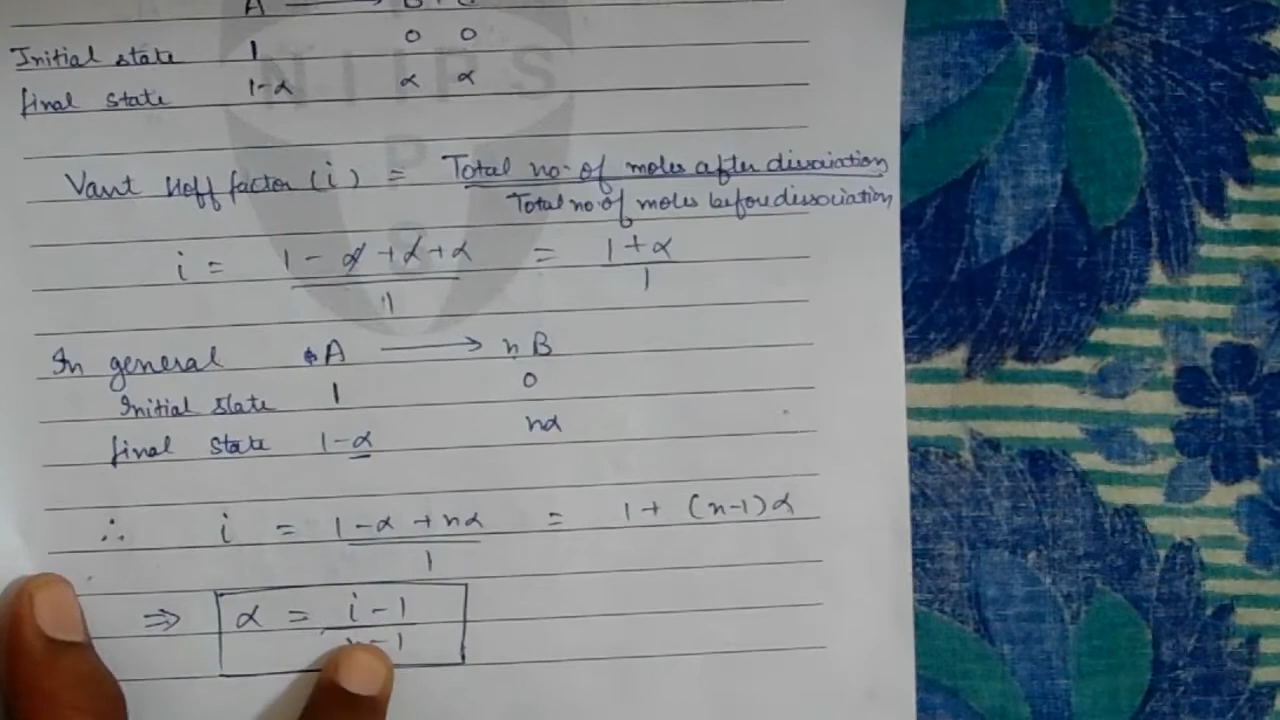 A → B + C
Initial state 1 0 0
final state 1-α α α
Vant Hoff factor (i) = Total no. of moles after dissociation
Total no. of moles before dissociation
i = 1 - α + α + α = 1 + α
1 1
In general A → n B
Initial state 1 0
final state 1-α nα
∴ i = 1-α + nα = 1 + (n-1)α
1
⇒ α = i - 1
n-1
NIIPS
P